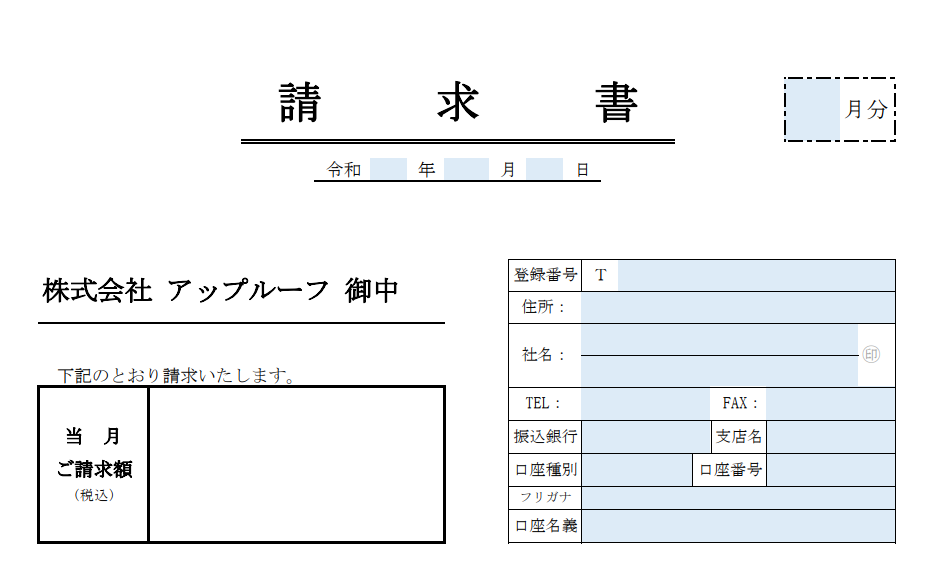 請 求 書
月分
令和 年 月 日
株式会社 アップルーフ 御中
下記のとおり請求いたします。
当 月
ご請求額
（税込）
登録番号 T
住所：
社名： ㊞
TEL： FAX：
振込銀行 支店名
口座種別 口座番号
フリガナ
口座名義